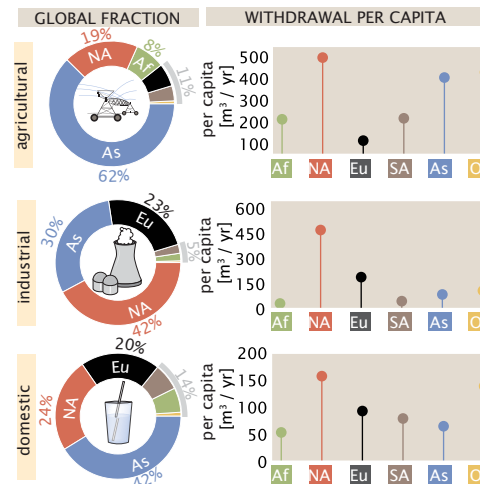 GLOBAL FRACTION
WITHDRAWAL PER CAPITA
agricultural
19%
8%
11%
NA
Af
As
62%
per capita
[m³ / yr]
500
400
300
200
100
Af NA Eu SA As O
industrial
30%
23%
5%
As
Eu
NA
42%
per capita
[m³ / yr]
600
450
300
150
0
Af NA Eu SA As O
domestic
20%
24%
14%
Eu
NA
As
42%
per capita
[m³ / yr]
200
150
100
50
0
Af NA Eu SA As O